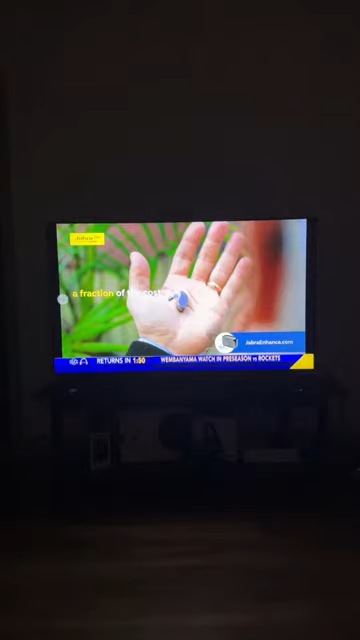 Jabra
a fraction of the cost
JabraEnhance.com
RETURNS IN 1:50
WEMBANYAMA WATCH IN PRESEASON vs ROCKETS